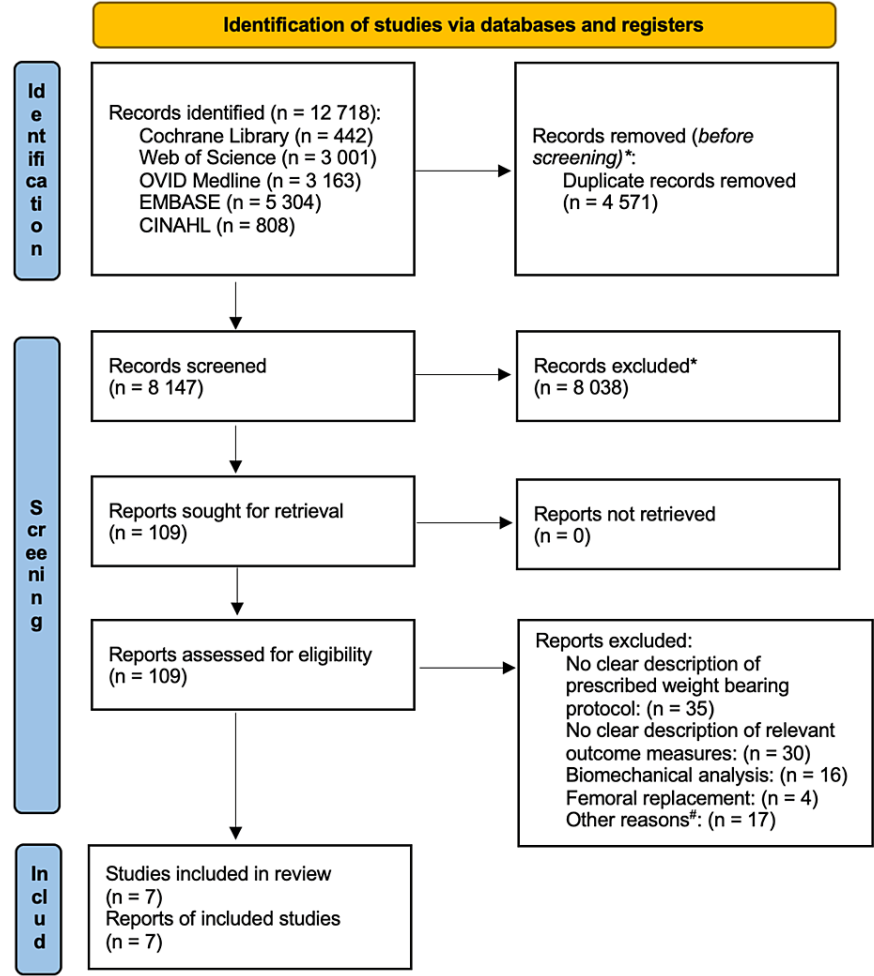 Identification of studies via databases and registers
Id
e
nt
ifi
ca
ti
o
n
Records identified (n = 12 718):
Cochrane Library (n = 442)
Web of Science (n = 3 001)
OVID Medline (n = 3 163)
EMBASE (n = 5 304)
CINAHL (n = 808)
Records removed (before
screening)*:
Duplicate records removed
(n = 4 571)
S
cr
ee
ni
n
g
Records screened
(n = 8 147)
Records excluded*
(n = 8 038)
Reports sought for retrieval
(n = 109)
Reports not retrieved
(n = 0)
Reports assessed for eligibility
(n = 109)
Reports excluded:
No clear description of
prescribed weight bearing
protocol: (n = 35)
No clear description of relevant
outcome measures: (n = 30)
Biomechanical analysis: (n = 16)
Femoral replacement: (n = 4)
Other reasons#: (n = 17)
In
cl
u
d
Studies included in review
(n = 7)
Reports of included studies
(n = 7)